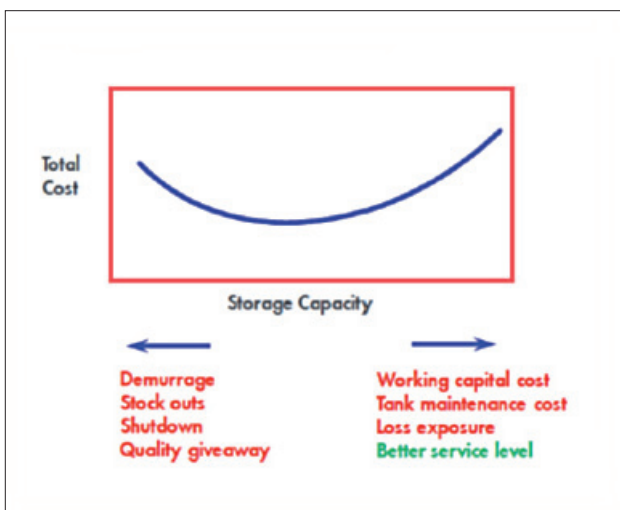 Total
Cost
Storage Capacity
Demurrage
Stock outs
Shutdown
Quality giveaway
Working capital cost
Tank maintenance cost
Loss exposure
Better service level